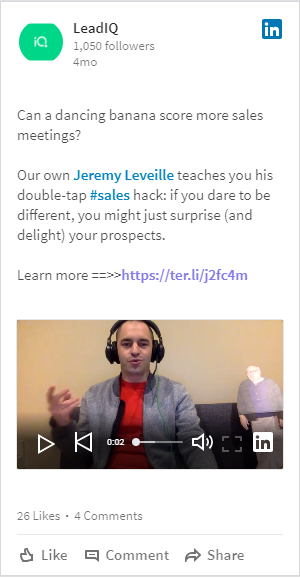 LeadIQ
1,050 followers
4mo
iQ
Can a dancing banana score more sales
meetings?
Our own Jeremy Leveille teaches you his
double-tap #sales hack: if you dare to be
different, you might just surprise (and
delight) your prospects.
Learn more ==>>https://ter.li/j2fc4m
0:02
in
26 Likes • 4 Comments
Like Comment Share
in